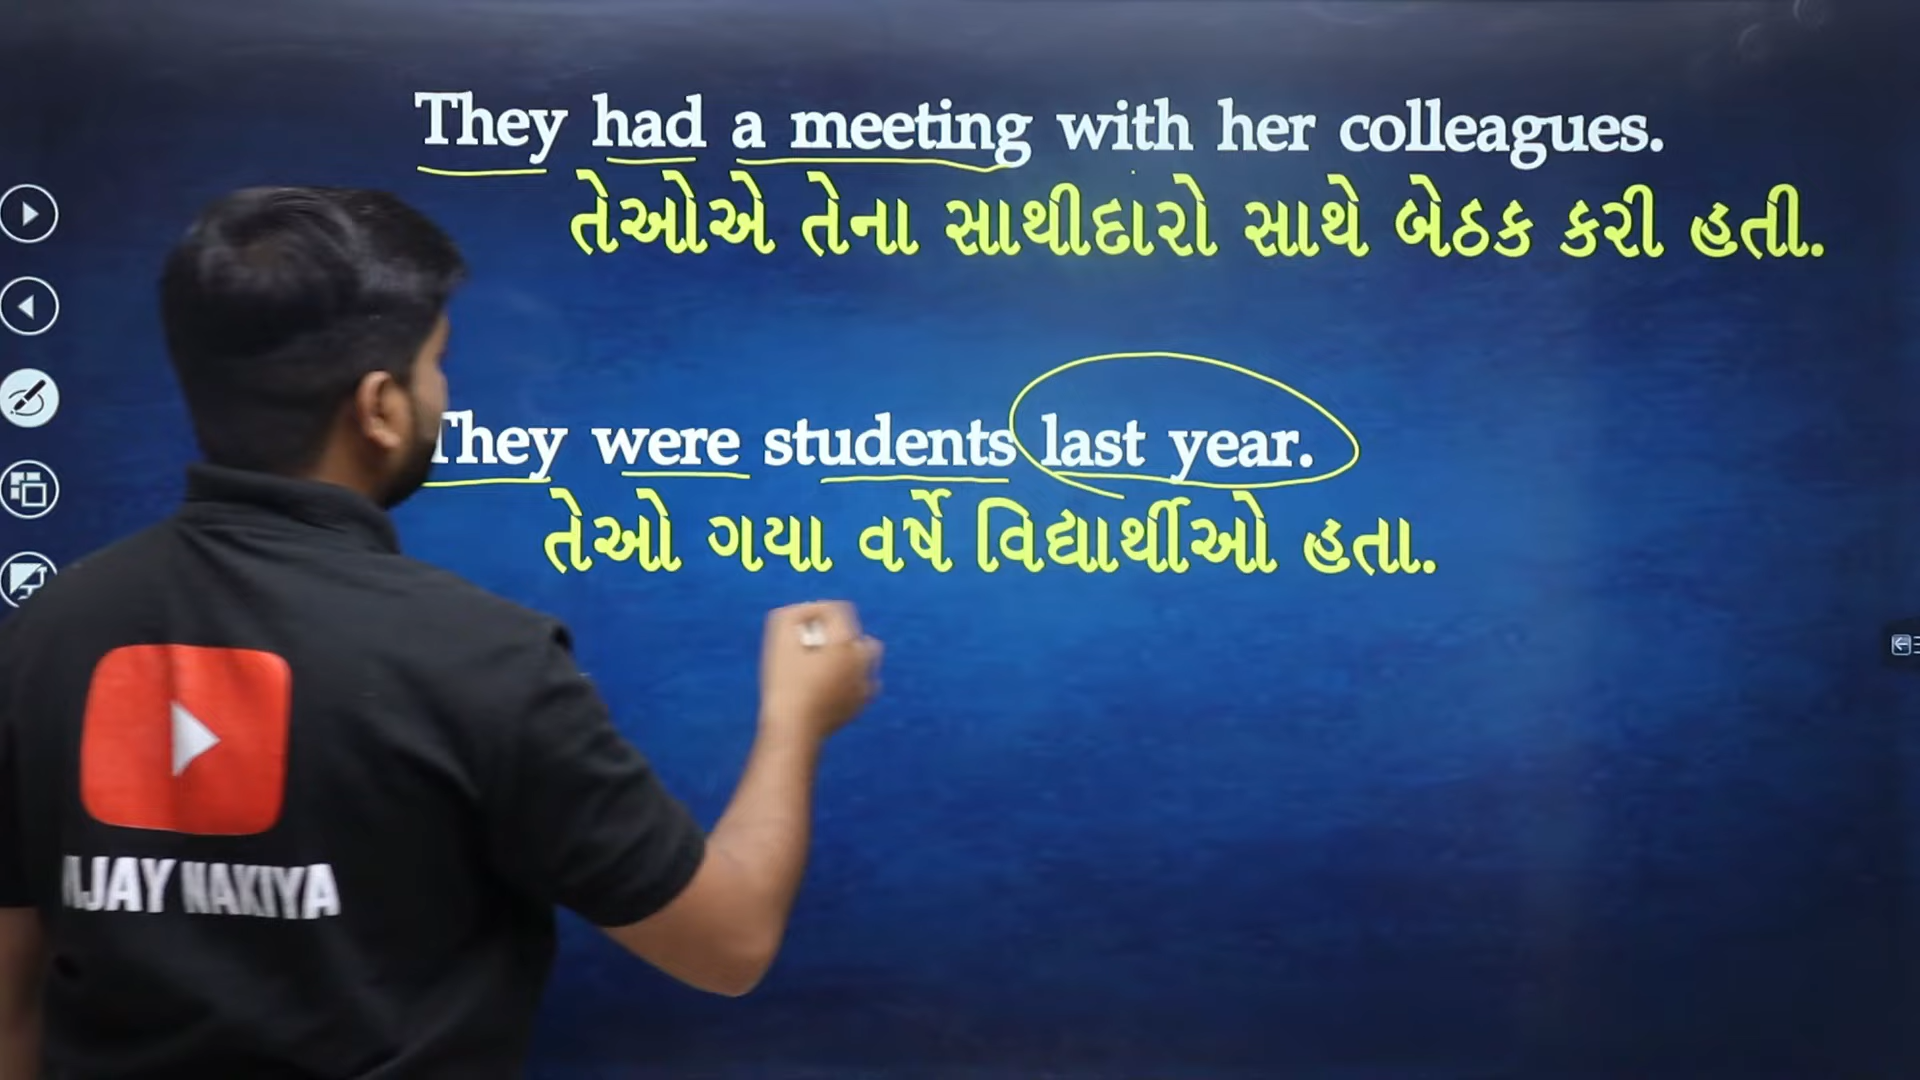 They had a meeting with her colleagues.
તેઓએ તેના સાથીદારો સાથે બેઠક કરી હતી.
They were students last year.
તેઓ ગયા વર્ષે વિદ્યાર્થીઓ હતા.
NAKIYA